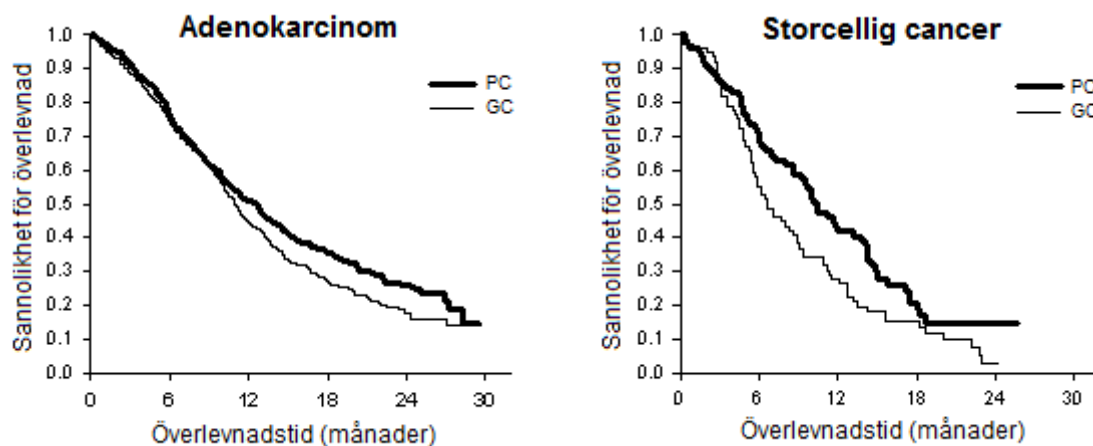 Adenokarcinom
Sannolikhet för överlevnad
1.0
0.9
0.8
0.7
0.6
0.5
0.4
0.3
0.2
0.1
0.0
PC
GC
0 6 12 18 24 30
Överlevnadstid (månader)
Storcellig cancer
Sannolikhet för överlevnad
1.0
0.9
0.8
0.7
0.6
0.5
0.4
0.3
0.2
0.1
0.0
PC
GC
0 6 12 18 24 30
Överlevnadstid (månader)